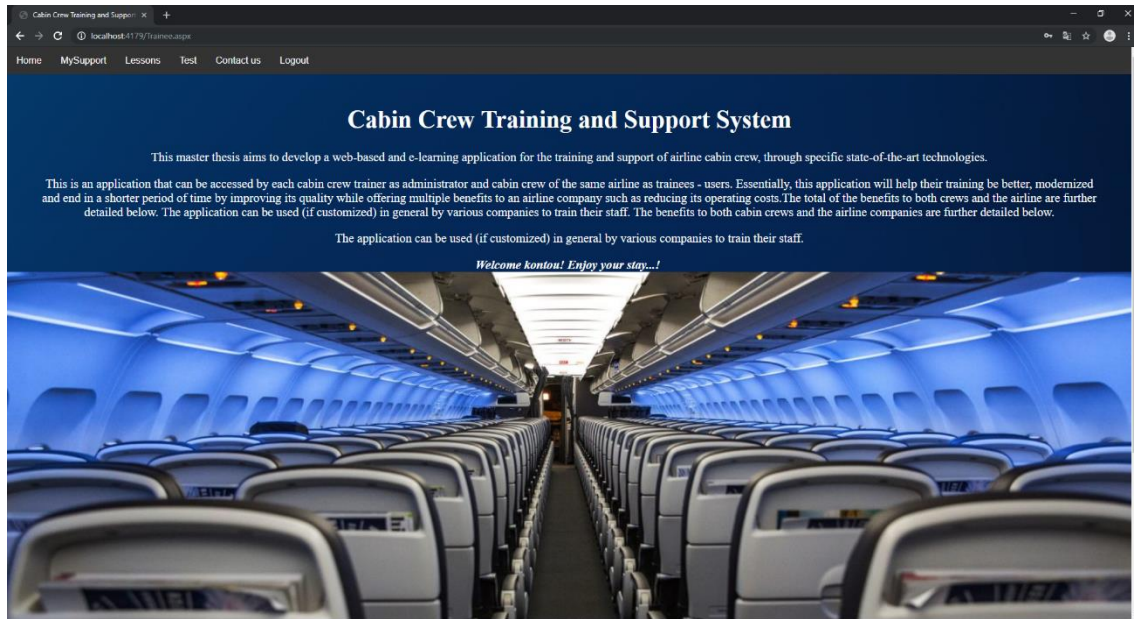 Cabin Crew Training and Support
localhost:4179/Trainee.aspx
Home MySupport Lessons Test Contact us Logout
Cabin Crew Training and Support System
This master thesis aims to develop a web-based and e-learning application for the training and support of airline cabin crew, through specific state-of-the-art technologies.
This is an application that can be accessed by each cabin crew trainer as administrator and cabin crew of the same airline as trainees - users. Essentially, this application will help their training be better, modernized
and end in a shorter period of time by improving its quality while offering multiple benefits to an airline company such as reducing its operating costs.The total of the benefits to both crews and the airline are further
detailed below. The application can be used (if customized) in general by various companies to train their staff. The benefits to both cabin crews and the airline companies are further detailed below.
The application can be used (if customized) in general by various companies to train their staff.
Welcome kontou! Enjoy your stay...!